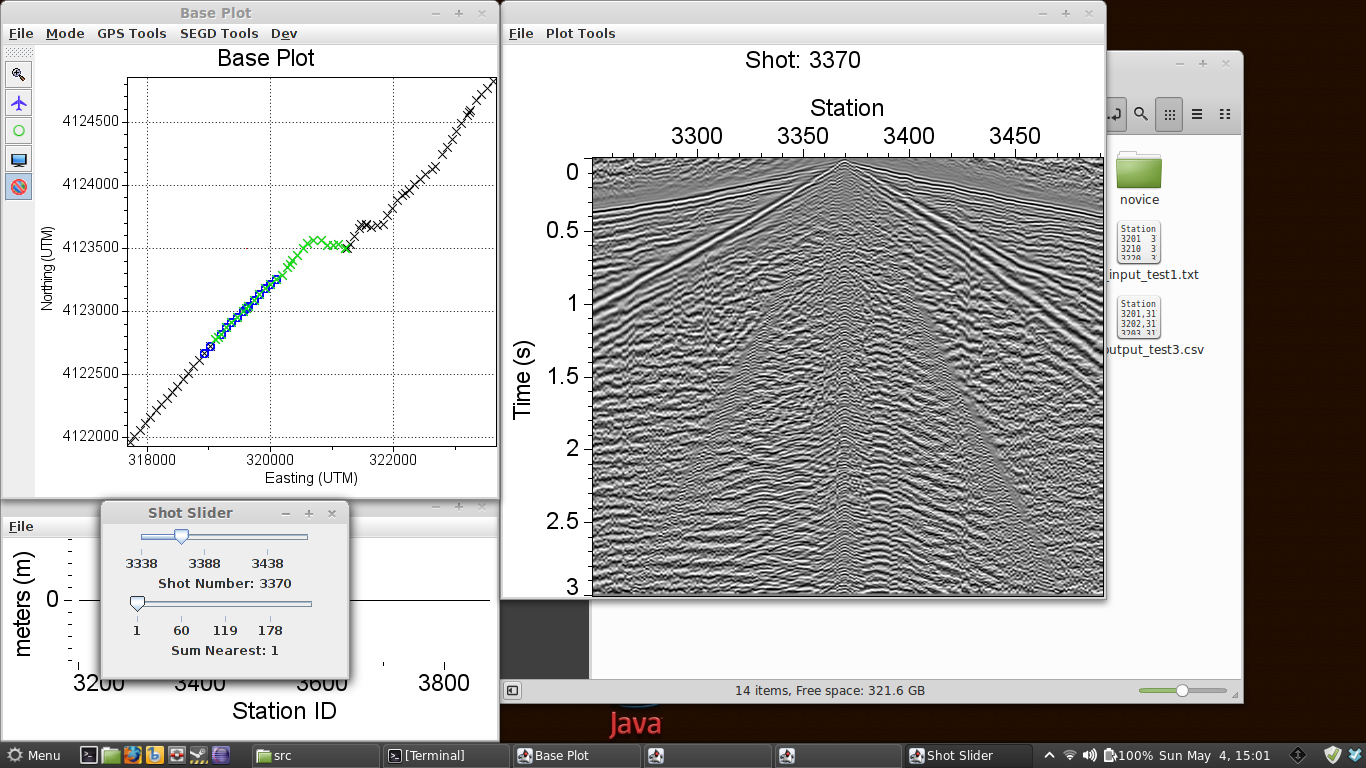 Base Plot
File Mode GPS Tools SEGD Tools Dev
Base Plot
4124500
4124000
4123500
4123000
4122500
4122000
Northing (UTM)
318000 320000 322000
Easting (UTM)
File Plot Tools
Shot: 3370
Station
3300 3350 3400 3450
0
0.5
1
1.5
2
2.5
3
Time (s)
novice
Station
3201 3
3210 3
3220 3
_input_test1.txt
Station
3201,31
3202,31
3203,31
output_test3.csv
14 items, Free space: 321.6 GB
File
meters (m)
0
3200 3400 3600 3800
Station ID
Shot Slider
3338 3388 3438
Shot Number: 3370
1 60 119 178
Sum Nearest: 1
Java
Menu
src
[Terminal]
Base Plot
Shot Slider
100% Sun May 4, 15:01